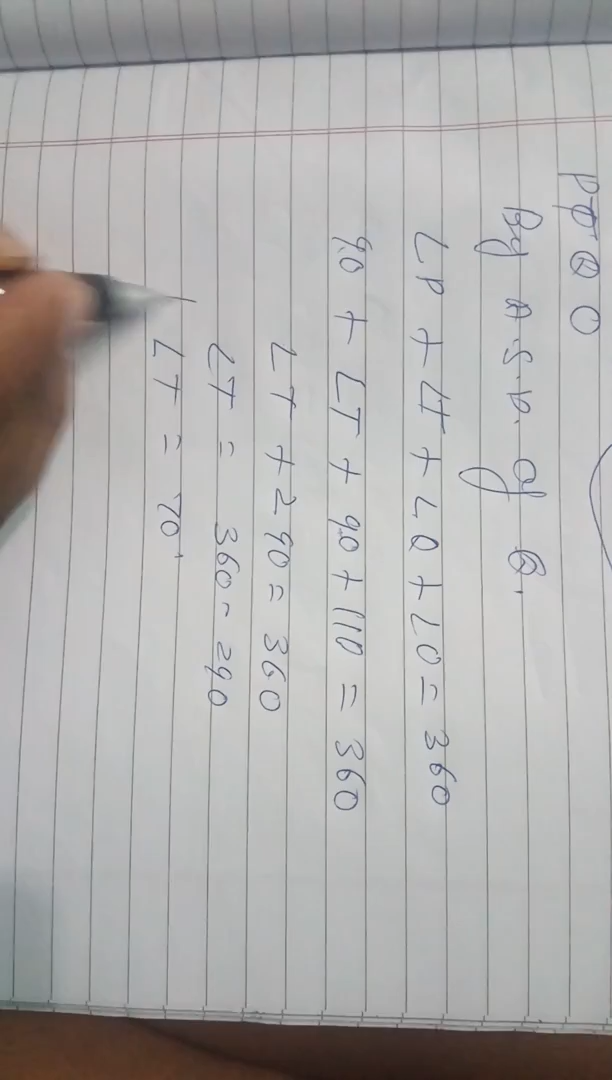 PTQO
By A.S.P. of Q.
∠P + ∠T + ∠Q + ∠O = 360
90 + ∠T + 90 + 110 = 360
∠T + 290 = 360
∠T = 360 - 290
∠T = 70°